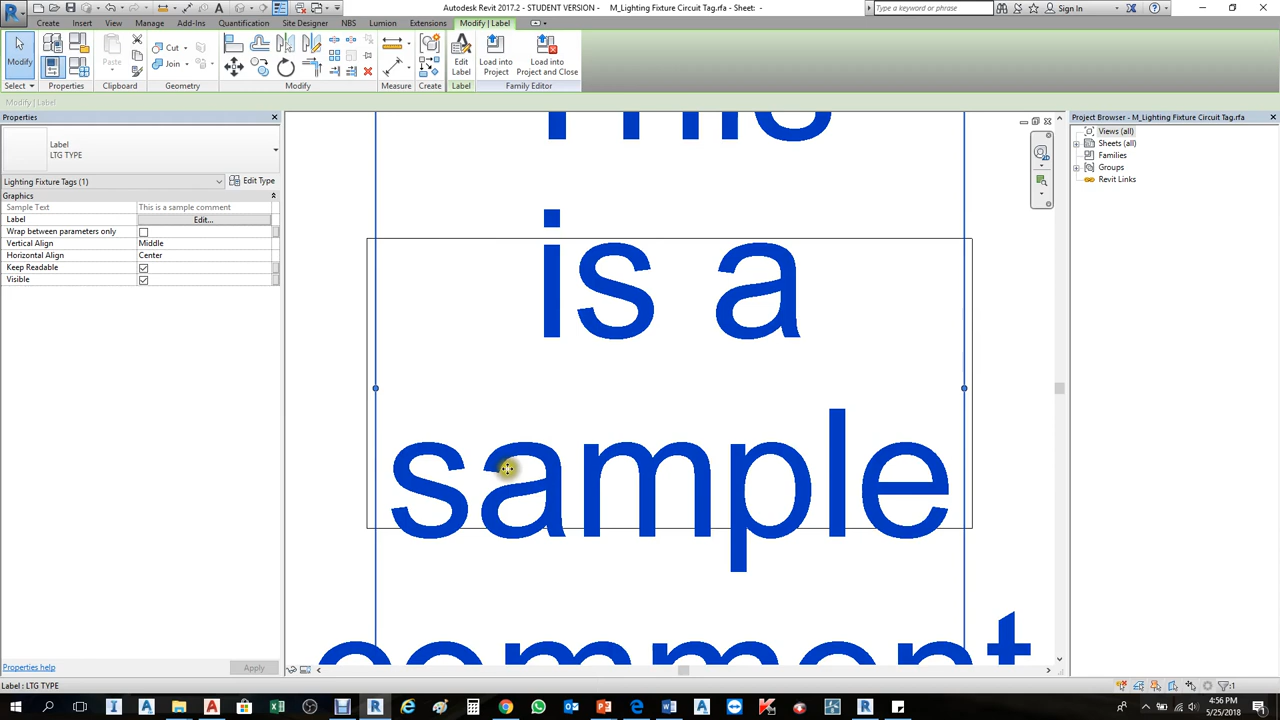 Autodesk Revit 2017.2 - STUDENT VERSION - M_Lighting Fixture Circuit Tag.rfa - Sheet: -
Type a keyword or phrase
Sign In
Create Insert View Manage Add-Ins Quantification Site Designer NBS Lumion Extensions Modify | Label
Modify
Paste
Cut
Join
Edit
Label
Load into
Project
Load into
Project and Close
Select Properties Clipboard Geometry Modify Measure Create Label Family Editor
Modify | Label
Properties
Label
LTG TYPE
Lighting Fixture Tags (1)
Edit Type
Graphics
Sample Text This is a sample comment
Label Edit...
Wrap between parameters only
Vertical Align Middle
Horizontal Align Center
Keep Readable
Visible
Properties help
Apply
This
is a
sample
comment
Project Browser - M_Lighting Fixture Circuit Tag.rfa
Views (all)
Sheets (all)
Families
Groups
Revit Links
Label : LTG TYPE
:1
4:56 PM
5/25/2018